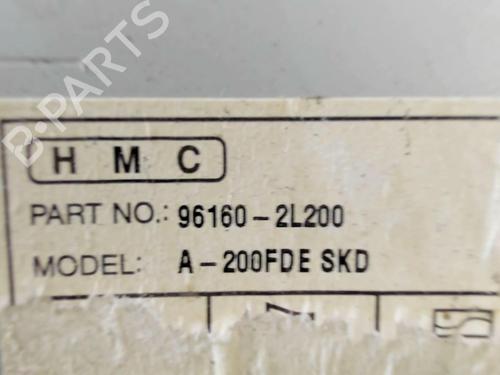 B-PARTS
H M C
PART NO.: 96160-2L200
MODEL: A-200FDE SKD